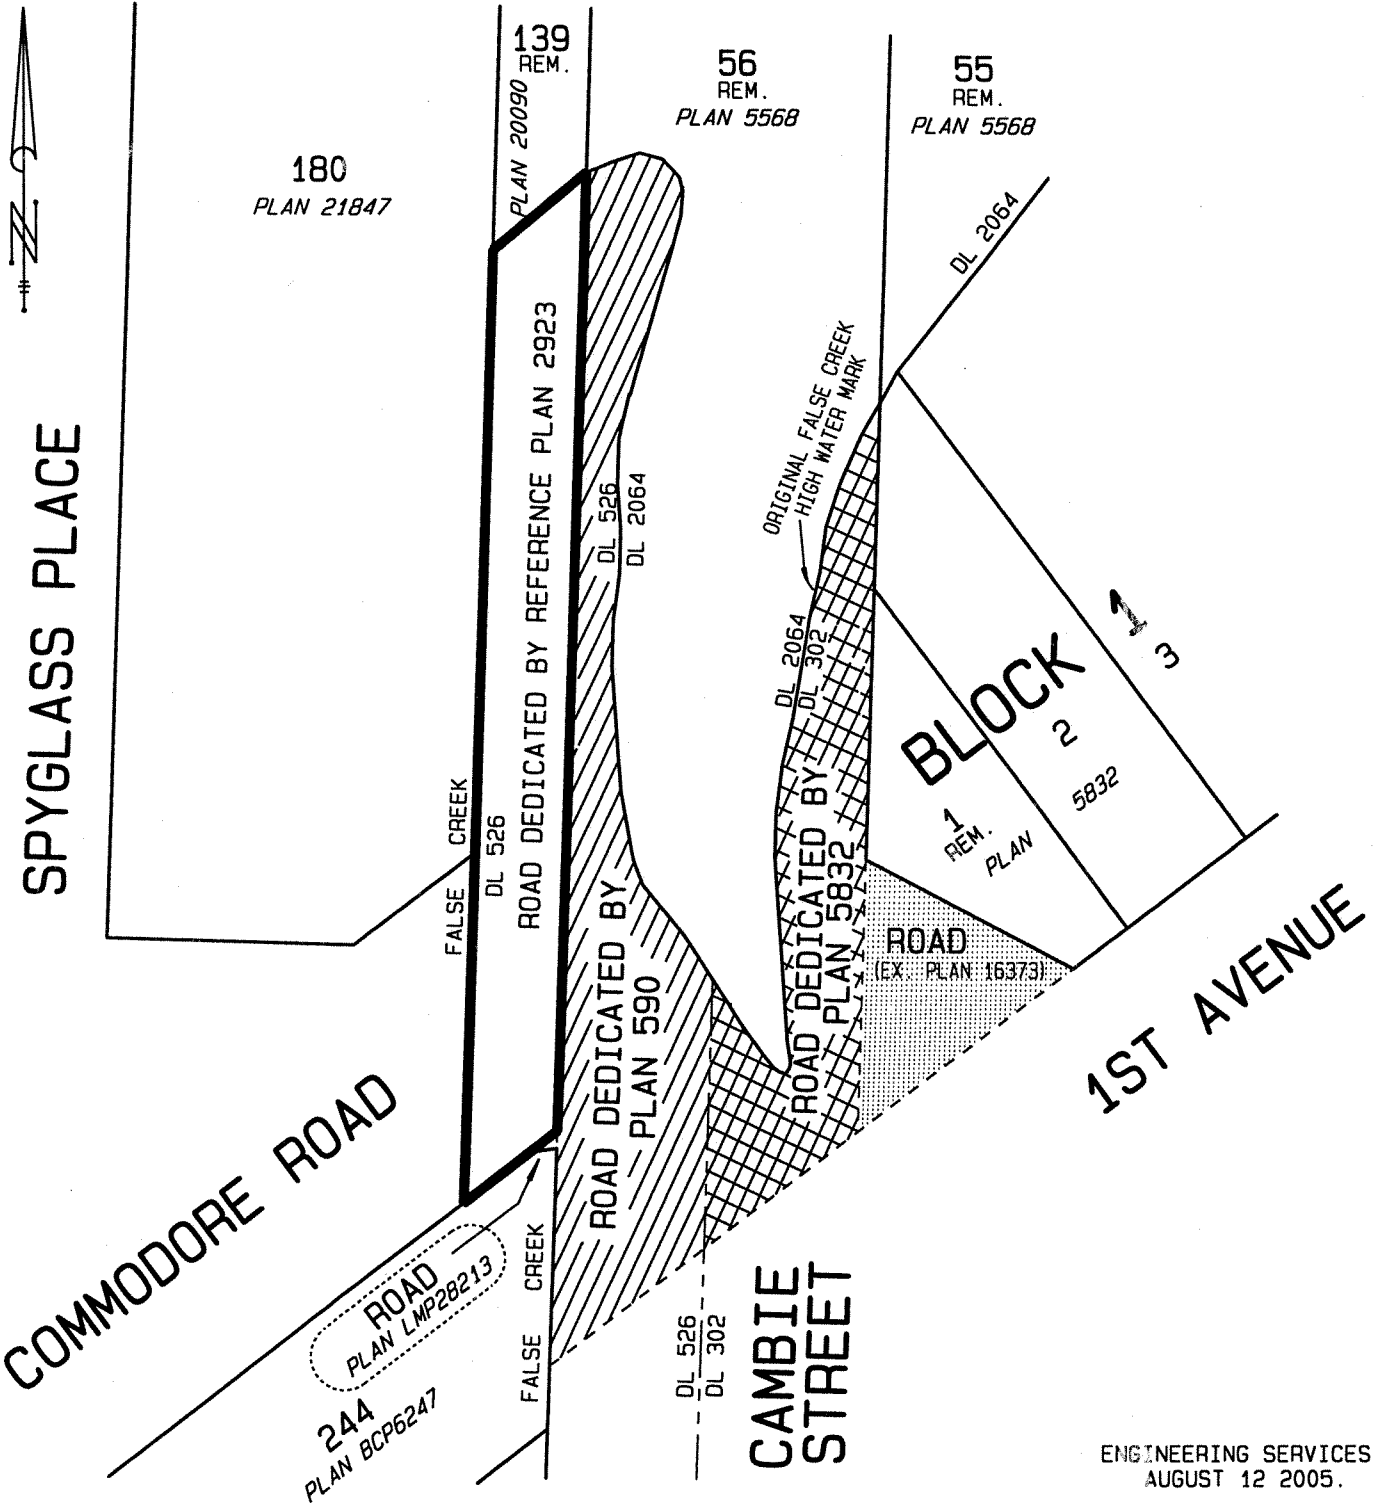 139
REM.
PLAN 20090
56
REM.
PLAN 5568
55
REM.
PLAN 5568
180
PLAN 21847
N
DL 2064
ROAD DEDICATED BY REFERENCE PLAN 2923
ORIGINAL FALSE CREEK
HIGH WATER MARK
DL 526
DL 2064
SPYGLASS PLACE
DL 2064
DL 302
BLOCK 1
3
2
1
REM.
PLAN 5832
FALSE CREEK
DL 526
ROAD DEDICATED BY
PLAN 590
ROAD DEDICATED BY
PLAN 5832
ROAD
(EX. PLAN 16373)
1ST AVENUE
COMMODORE ROAD
ROAD
PLAN LMP28213
FALSE CREEK
244
PLAN BCP6247
DL 526
DL 302
CAMBIE
STREET
ENGINEERING SERVICES
AUGUST 12 2005.